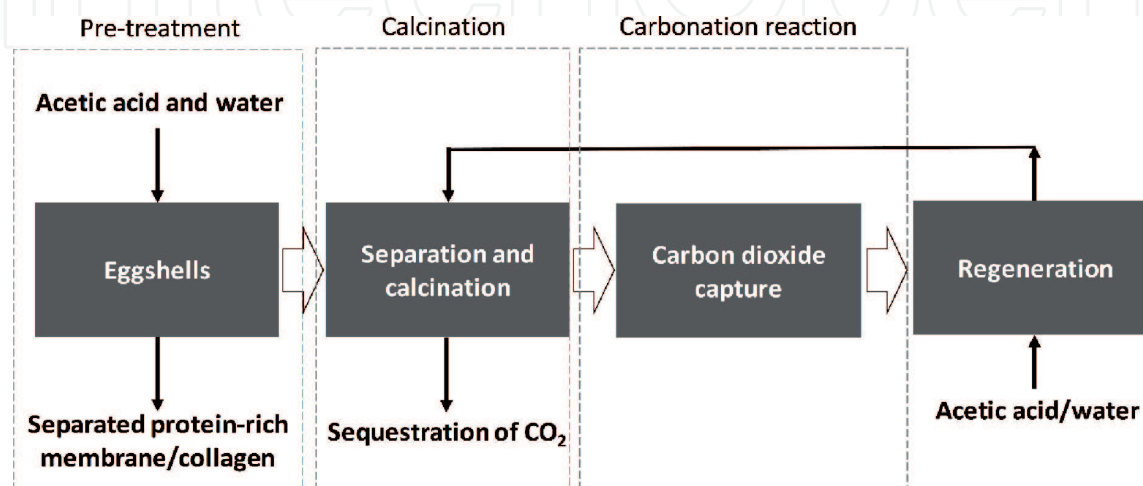 Pre-treatment
Calcination
Carbonation reaction
Acetic acid and water
Eggshells
Separation and
calcination
Carbon dioxide
capture
Regeneration
Separated protein-rich
membrane/collagen
Sequestration of CO₂
Acetic acid/water